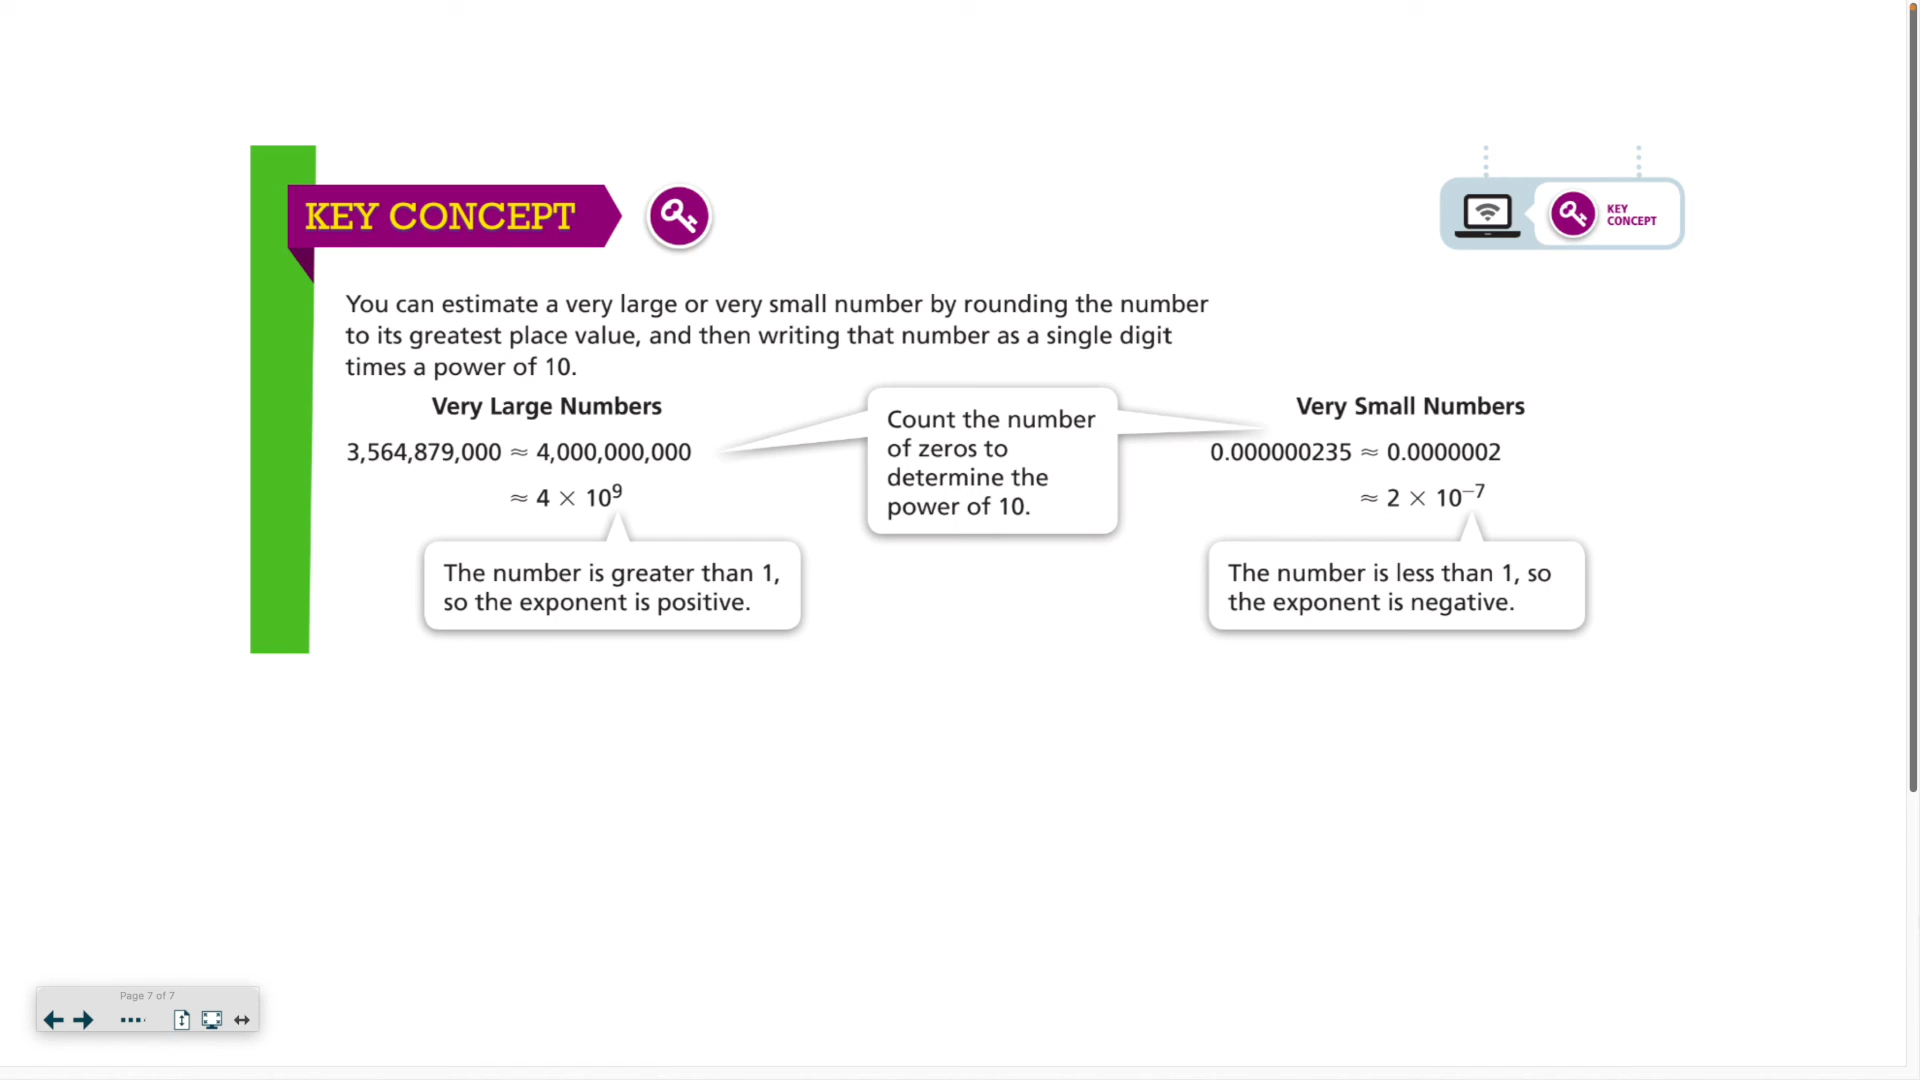 KEY CONCEPT
KEY
CONCEPT
You can estimate a very large or very small number by rounding the number
to its greatest place value, and then writing that number as a single digit
times a power of 10.
Very Large Numbers
3,564,879,000 ≈ 4,000,000,000
≈ 4 × 10⁹
The number is greater than 1,
so the exponent is positive.
Count the number
of zeros to
determine the
power of 10.
Very Small Numbers
0.000000235 ≈ 0.0000002
≈ 2 × 10⁻⁷
The number is less than 1, so
the exponent is negative.
Page 7 of 7